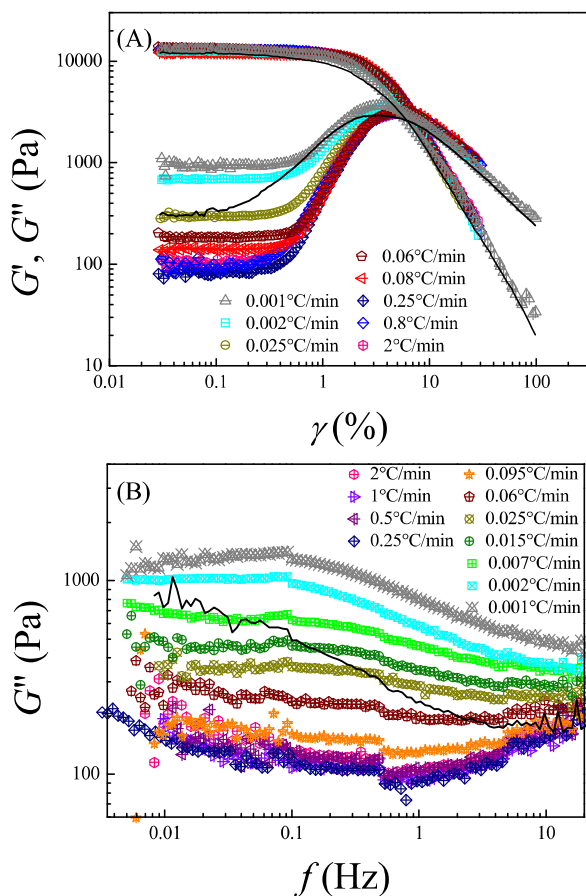 (A)
10000
1000
100
10
G', G'' (Pa)
0.06°C/min
0.08°C/min
0.001°C/min
0.25°C/min
0.002°C/min
0.8°C/min
0.025°C/min
2°C/min
0.01
0.1
1
10
100
γ (%)
(B)
2°C/min
0.095°C/min
1°C/min
0.06°C/min
0.5°C/min
0.025°C/min
0.25°C/min
0.015°C/min
0.007°C/min
0.002°C/min
0.001°C/min
1000
100
G'' (Pa)
0.01
0.1
1
10
f (Hz)